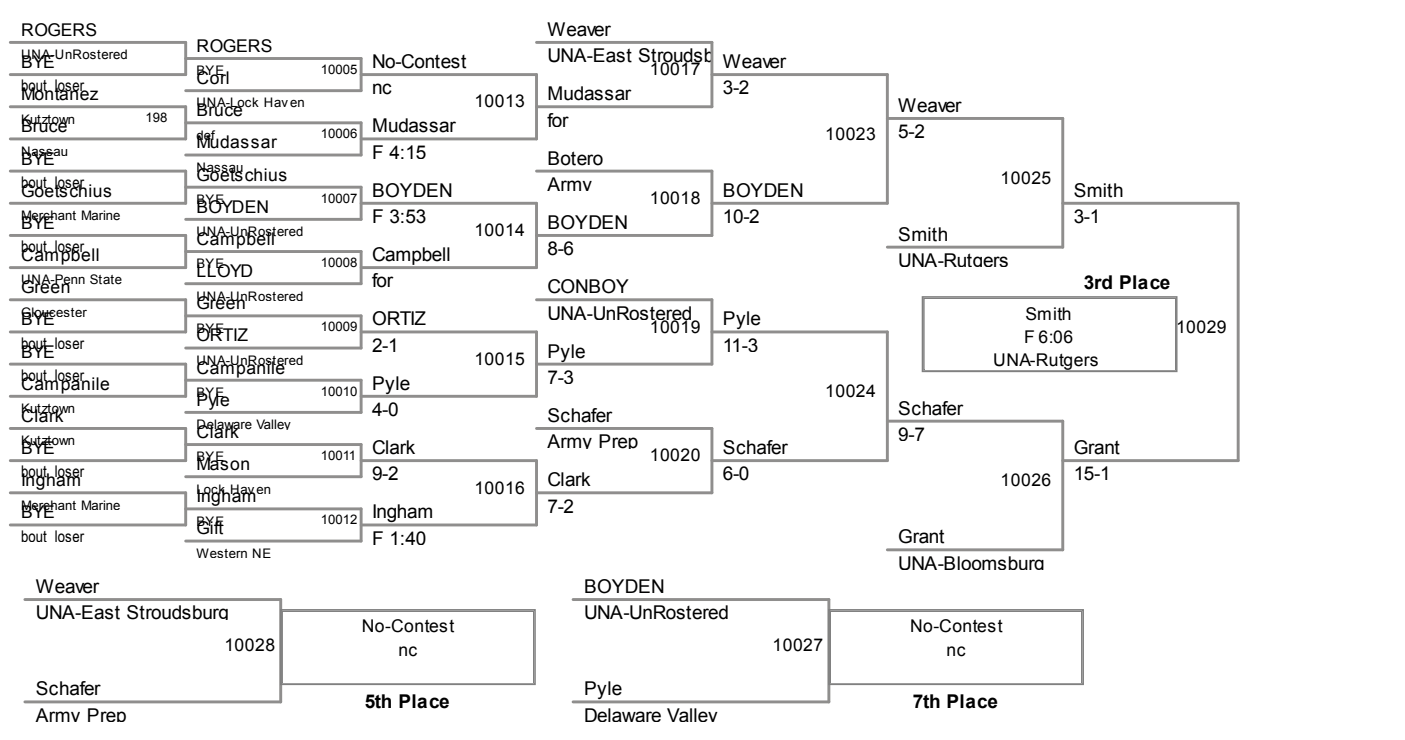 ROGERS
UNA-UnRostered
BYE
bout loser
Montanez
Kutztown
198
Bruce
Nassau
BYE
bout loser
Goetschius
Merchant Marine
BYE
bout loser
Campbell
UNA-Penn State
Green
Gloucester
BYE
bout loser
BYE
bout loser
Campanile
Kutztown
Clark
Kutztown
BYE
bout loser
Ingham
Merchant Marine
BYE
bout loser
ROGERS
BYE
10005
Corl
UNA-Lock Haven
Bruce
def
10006
Mudassar
Nassau
Goetschius
BYE
10007
BOYDEN
UNA-UnRostered
Campbell
BYE
10008
LLOYD
UNA-UnRostered
Green
BYE
10009
ORTIZ
UNA-UnRostered
Campanile
BYE
10010
Pyle
Delaware Valley
Clark
BYE
10011
Mason
Lock Haven
Ingham
BYE
10012
Gift
Western NE
No-Contest
nc
10013
Mudassar
F 4:15
BOYDEN
F 3:53
10014
Campbell
for
ORTIZ
2-1
10015
Pyle
4-0
Clark
9-2
10016
Ingham
F 1:40
Weaver
UNA-East Stroudsb
10017
Mudassar
for
Botero
Army
10018
BOYDEN
8-6
CONBOY
UNA-UnRostered
10019
Pyle
7-3
Schafer
Army Prep
10020
Clark
7-2
Weaver
3-2
10023
BOYDEN
10-2
Pyle
11-3
10024
Schafer
6-0
Weaver
5-2
10025
Smith
UNA-Rutgers
Schafer
9-7
10026
Grant
UNA-Bloomsburg
Smith
3-1
3rd Place
Smith
F 6:06
UNA-Rutgers
10029
Grant
15-1
Weaver
UNA-East Stroudsburg
10028
Schafer
Army Prep
No-Contest
nc
5th Place
BOYDEN
UNA-UnRostered
10027
Pyle
Delaware Valley
No-Contest
nc
7th Place